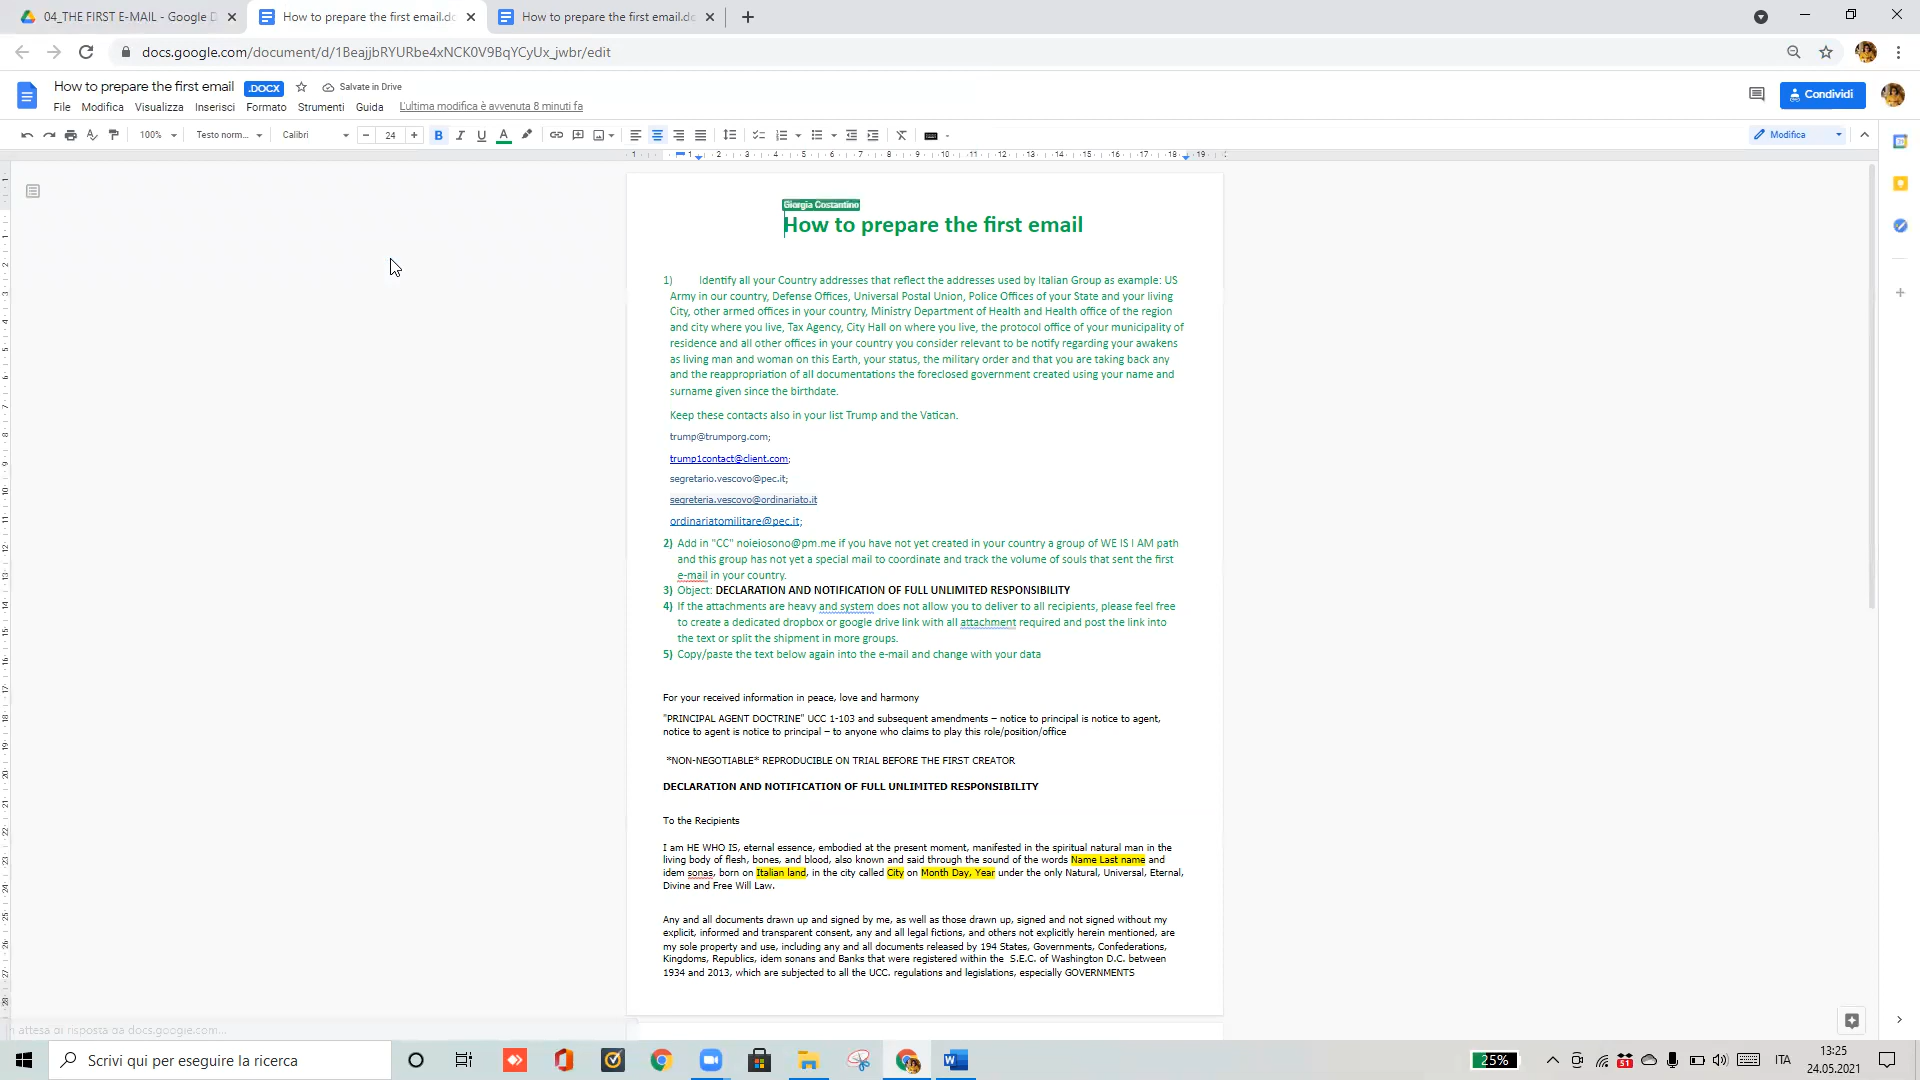 04_THE FIRST E-MAIL - Google D
How to prepare the first email.do
How to prepare the first email.do
docs.google.com/document/d/1BeajjbRYURbe4xNCK0V9BqYCyUx_jwbr/edit
How to prepare the first email .DOCX Salvate in Drive
File Modifica Visualizza Inserisci Formato Strumenti Guida L'ultima modifica è avvenuta 8 minuti fa
Condividi
100% Testo norm... Calibri 24 Modifica
Giorgia Costantino
How to prepare the first email
1) Identify all your Country addresses that reflect the addresses used by Italian Group as example: US
Army in our country, Defense Offices, Universal Postal Union, Police Offices of your State and your living
City, other armed offices in your country, Ministry Department of Health and Health office of the region
and city where you live, Tax Agency, City Hall on where you live, the protocol office of your municipality of
residence and all other offices in your country you consider relevant to be notify regarding your awakens
as living man and woman on this Earth, your status, the military order and that you are taking back any
and the reappropriation of all documentations the foreclosed government created using your name and
surname given since the birthdate.
Keep these contacts also in your list Trump and the Vatican.
trump@trumporg.com;
trump1contact@client.com;
segretario.vescovo@pec.it;
segreteria.vescovo@ordinariato.it
ordinariatomilitare@pec.it;
2) Add in "CC" noieiosono@pm.me if you have not yet created in your country a group of WE IS I AM path
and this group has not yet a special mail to coordinate and track the volume of souls that sent the first
e-mail in your country.
3) Object: DECLARATION AND NOTIFICATION OF FULL UNLIMITED RESPONSIBILITY
4) If the attachments are heavy and system does not allow you to deliver to all recipients, please feel free
to create a dedicated dropbox or google drive link with all attachment required and post the link into
the text or split the shipment in more groups.
5) Copy/paste the text below again into the e-mail and change with your data
For your received information in peace, love and harmony
"PRINCIPAL AGENT DOCTRINE" UCC 1-103 and subsequent amendments – notice to principal is notice to agent,
notice to agent is notice to principal – to anyone who claims to play this role/position/office
*NON-NEGOTIABLE* REPRODUCIBLE ON TRIAL BEFORE THE FIRST CREATOR
DECLARATION AND NOTIFICATION OF FULL UNLIMITED RESPONSIBILITY
To the Recipients
I am HE WHO IS, eternal essence, embodied at the present moment, manifested in the spiritual natural man in the
living body of flesh, bones, and blood, also known and said through the sound of the words Name Last name and
idem sonas, born on Italian land, in the city called City on Month Day, Year under the only Natural, Universal, Eternal,
Divine and Free Will Law.
Any and all documents drawn up and signed by me, as well as those drawn up, signed and not signed without my
explicit, informed and transparent consent, any and all legal fictions, and others not explicitly herein mentioned, are
my sole property and use, including any and all documents released by 194 States, Governments, Confederations,
Kingdoms, Republics, idem sonans and Banks that were registered within the S.E.C. of Washington D.C. between
1934 and 2013, which are subjected to all the UCC. regulations and legislations, especially GOVERNMENTS
in attesa di risposta da docs.google.com...
Scrivi qui per eseguire la ricerca
25%
51
ITA
13:25
24.05.2021